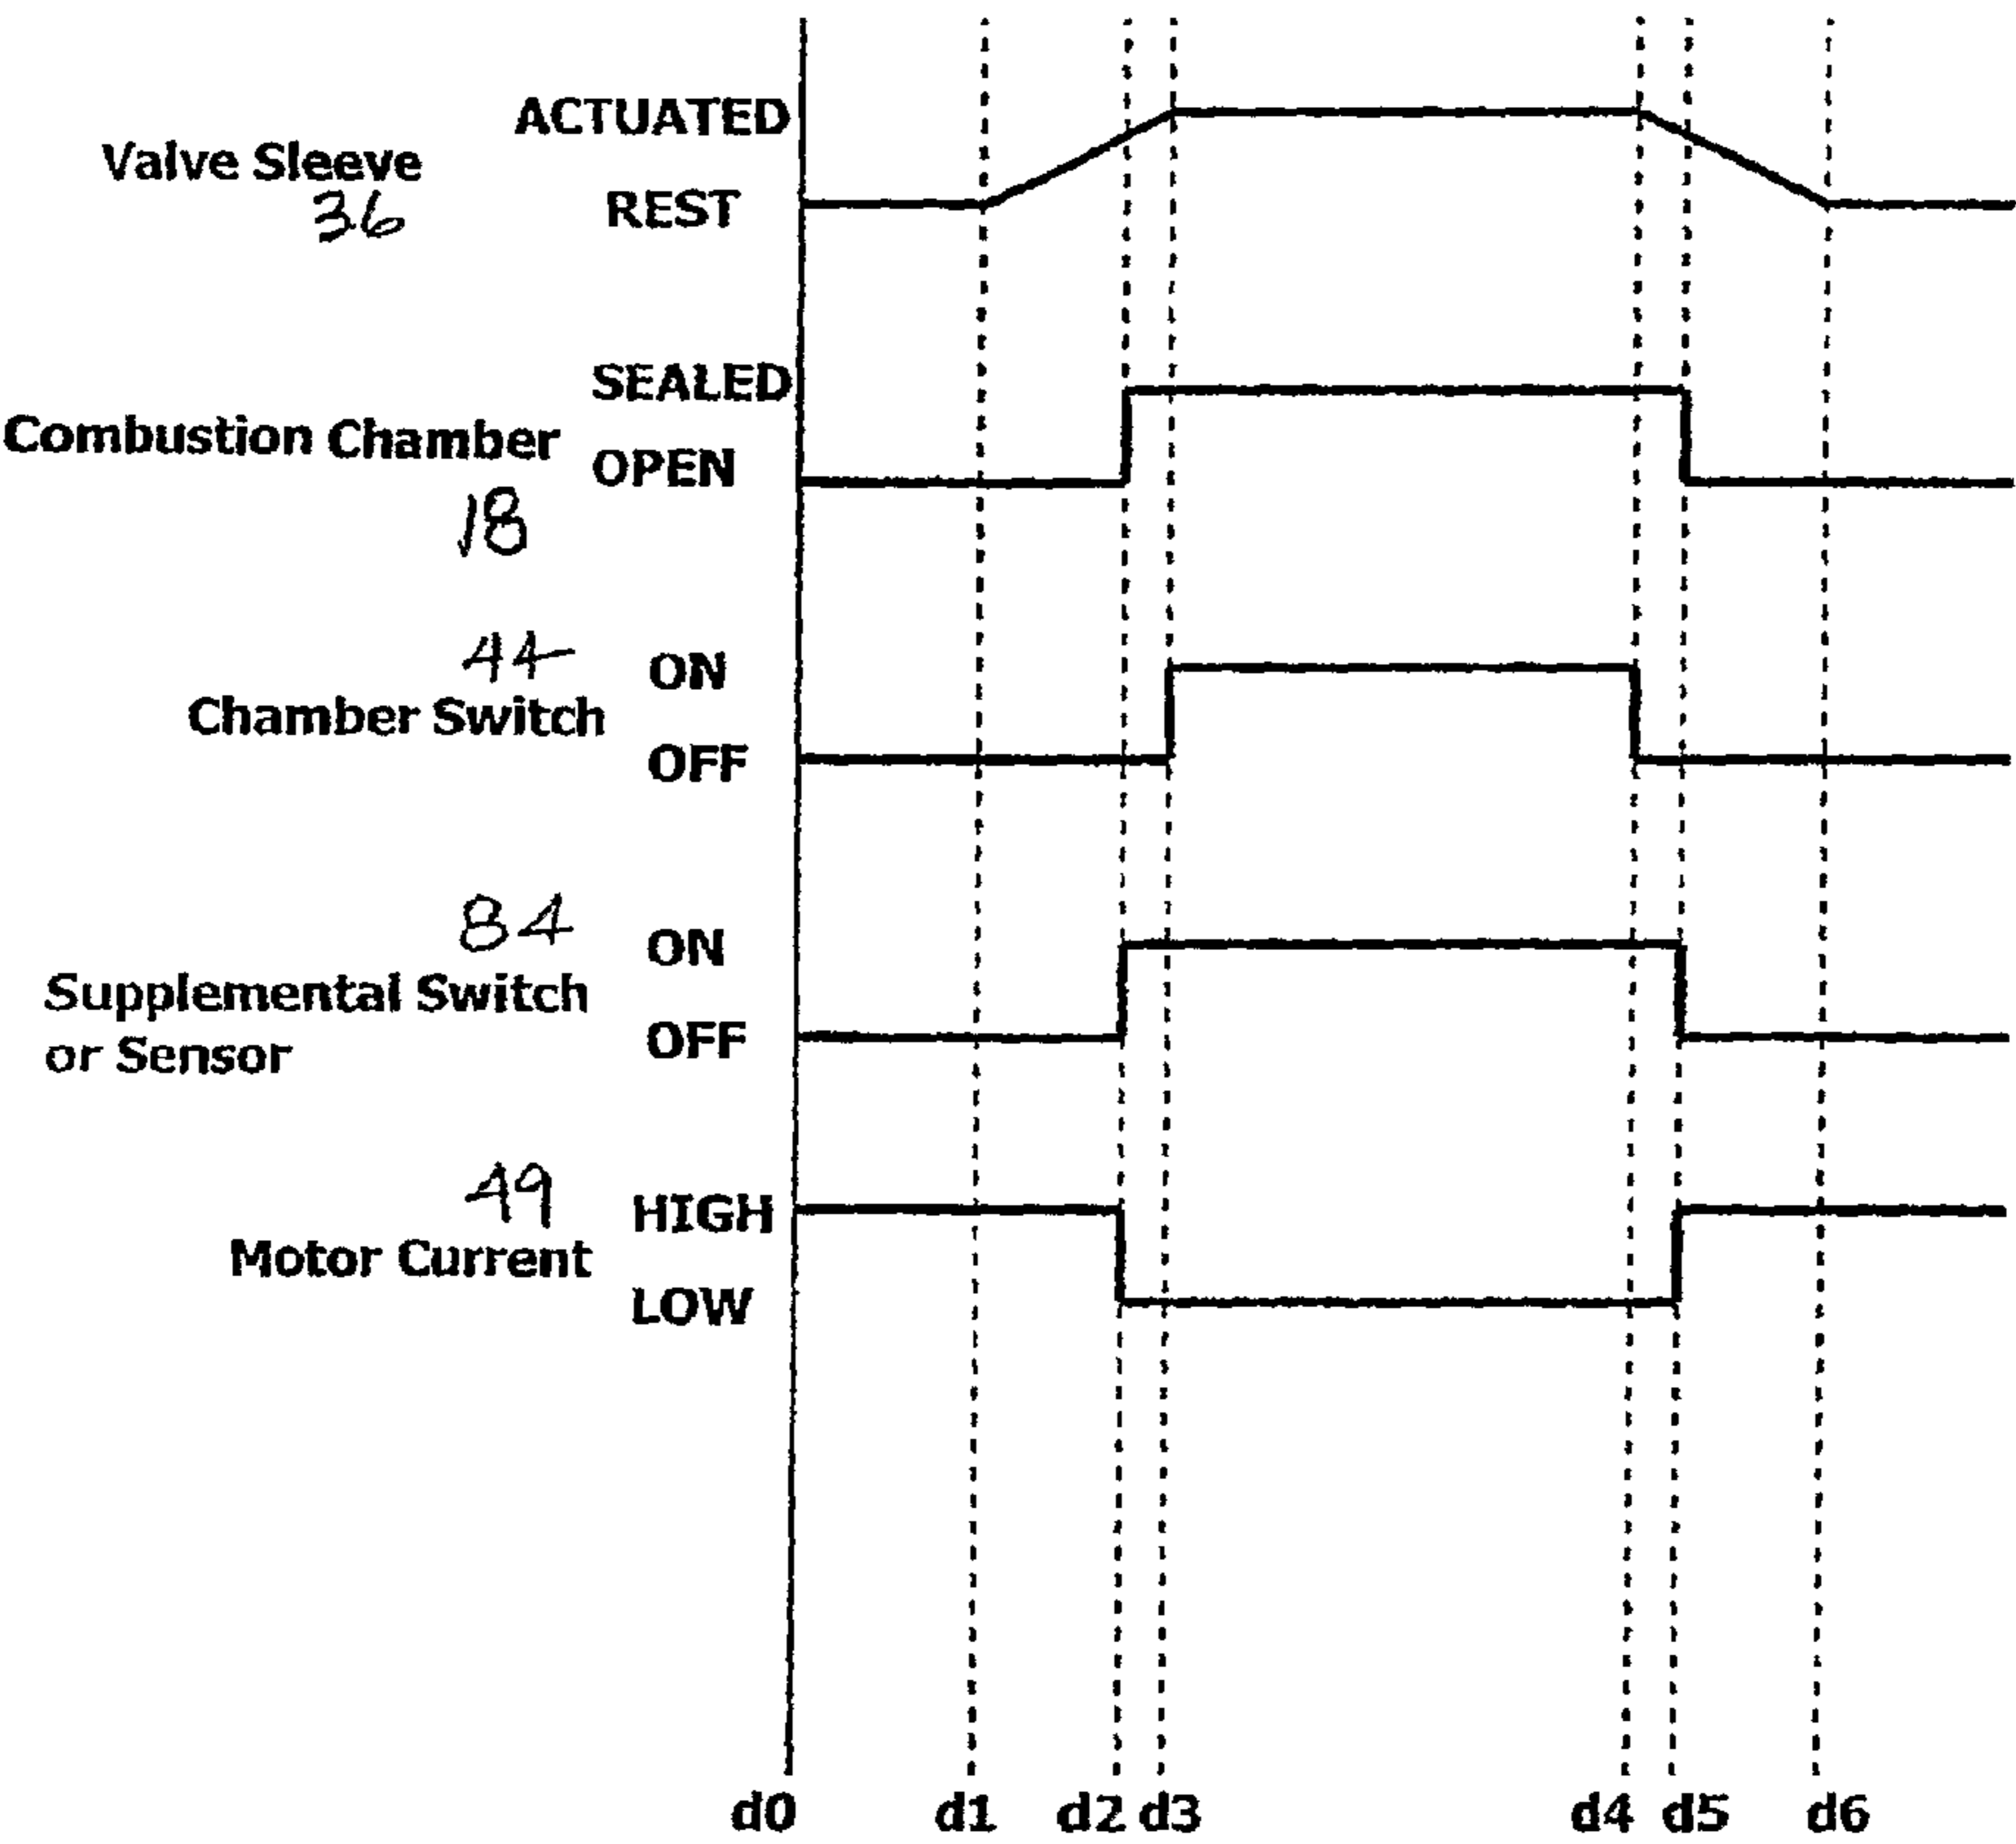 ACTUATED
Valve Sleeve
36
REST
SEALED
Combustion Chamber
OPEN
18
44
ON
Chamber Switch
OFF
84
ON
Supplemental Switch
or Sensor
OFF
49
HIGH
Motor Current
LOW
d0 d1 d2 d3 d4 d5 d6